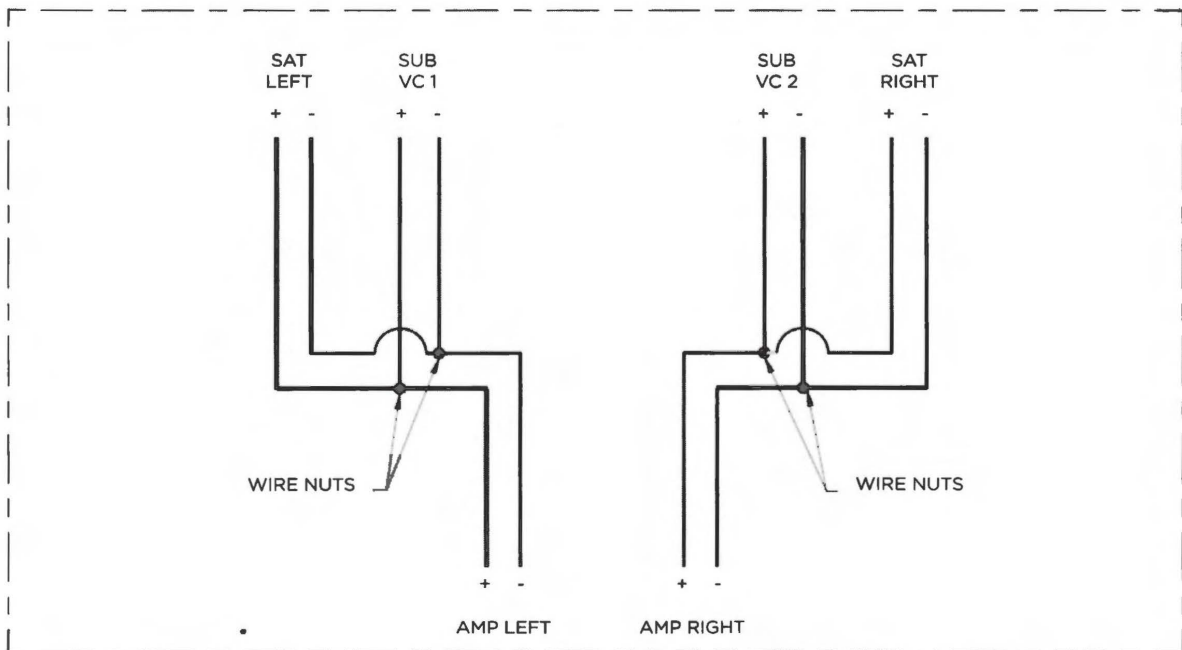 SAT
LEFT
SUB
VC 1
SUB
VC 2
SAT
RIGHT
+ - + - + - + -
WIRE NUTS
WIRE NUTS
+ - + -
AMP LEFT
AMP RIGHT